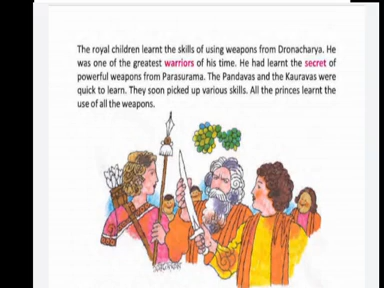 The royal children learnt the skills of using weapons from Dronacharya. He
was one of the greatest warriors of his time. He had learnt the secret of
powerful weapons from Parasurama. The Pandavas and the Kauravas were
quick to learn. They soon picked up various skills. All the princes learnt the
use of all the weapons.